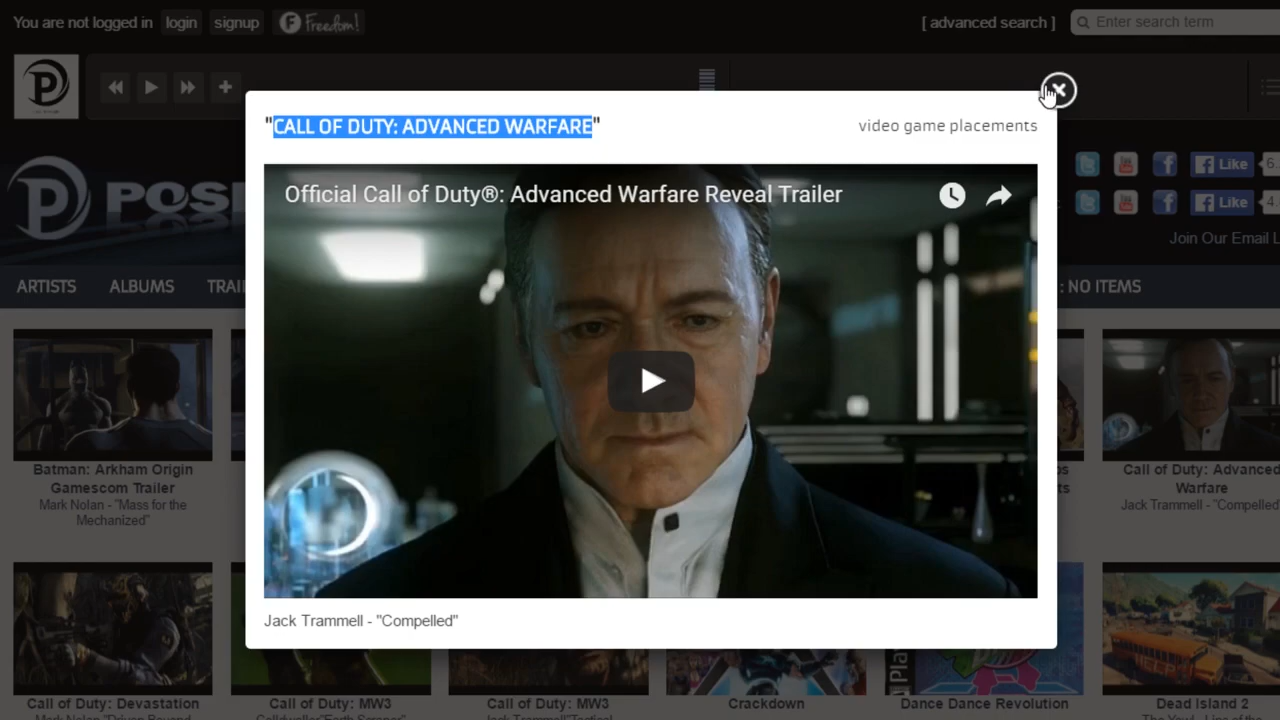 You are not logged in login signup Freedom! [ advanced search ] Enter search term
"CALL OF DUTY: ADVANCED WARFARE" video game placements
Official Call of Duty®: Advanced Warfare Reveal Trailer
Like
Like
Join Our Email
ARTISTS ALBUMS : NO ITEMS
Batman: Arkham Origin
Gamescom Trailer
Mark Nolan - "Mass for the
Mechanized"
Call of Duty: Advanced
Warfare
Jack Trammell - "Compelled"
Jack Trammell - "Compelled"
Call of Duty: Devastation
Call of Duty: MW3
Call of Duty: MW3
Crackdown
Dance Dance Revolution
Dead Island 2